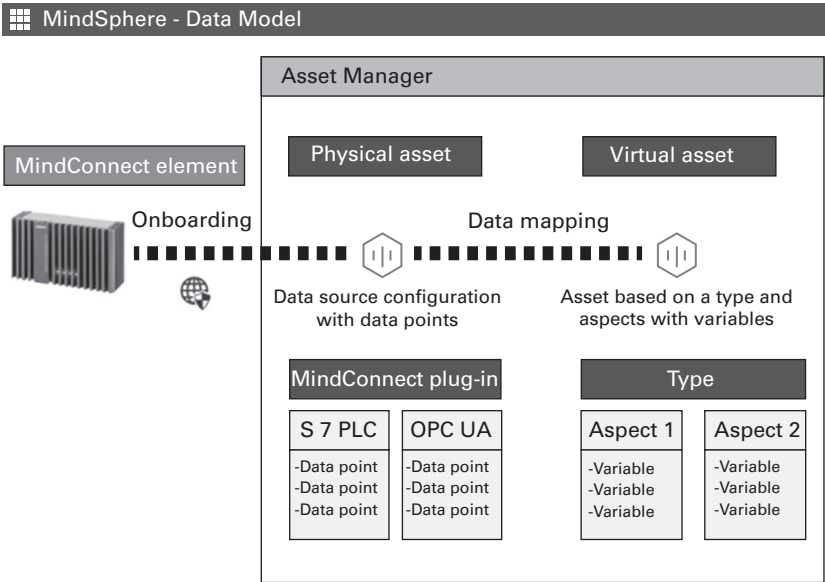 MindSphere - Data Model
Asset Manager
MindConnect element
Physical asset
Virtual asset
Onboarding
Data mapping
Data source configuration
with data points
Asset based on a type and
aspects with variables
MindConnect plug-in
Type
S 7 PLC
OPC UA
Aspect 1
Aspect 2
-Data point
-Data point
-Data point
-Data point
-Data point
-Data point
-Variable
-Variable
-Variable
-Variable
-Variable
-Variable